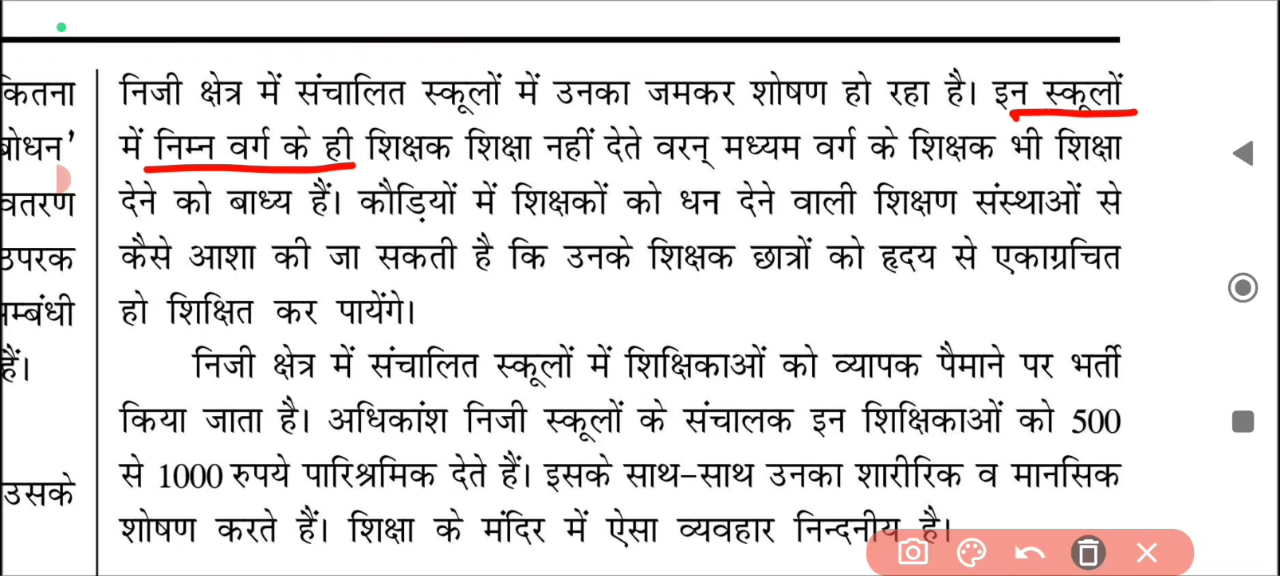 निजी क्षेत्र में संचालित स्कूलों में उनका जमकर शोषण हो रहा है। इन स्कूलों
में निम्न वर्ग के ही शिक्षक शिक्षा नहीं देते वरन् मध्यम वर्ग के शिक्षक भी शिक्षा
देने को बाध्य हैं। कौड़ियों में शिक्षकों को धन देने वाली शिक्षण संस्थाओं से
कैसे आशा की जा सकती है कि उनके शिक्षक छात्रों को हृदय से एकाग्रचित
हो शिक्षित कर पायेंगे।
निजी क्षेत्र में संचालित स्कूलों में शिक्षिकाओं को व्यापक पैमाने पर भर्ती
किया जाता है। अधिकांश निजी स्कूलों के संचालक इन शिक्षिकाओं को 500
से 1000 रुपये पारिश्रमिक देते हैं। इसके साथ-साथ उनका शारीरिक व मानसिक
शोषण करते हैं। शिक्षा के मंदिर में ऐसा व्यवहार निन्दनीय है।
हैं।
उसके